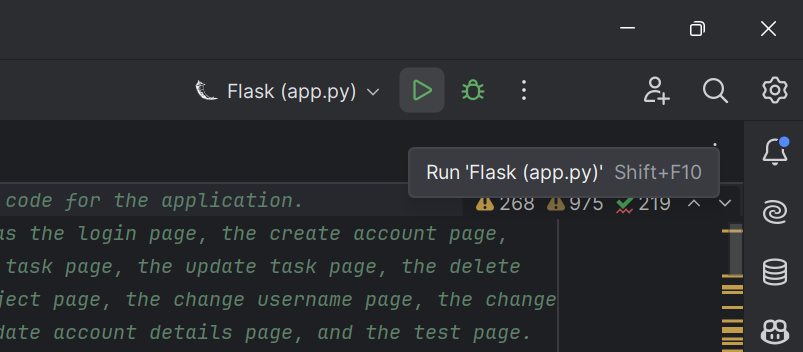 Flask (app.py)
Run 'Flask (app.py)' Shift+F10
code for the application.
268 975 219
as the login page, the create account page,
task page, the update task page, the delete
ject page, the change username page, the change
date account details page, and the test page.